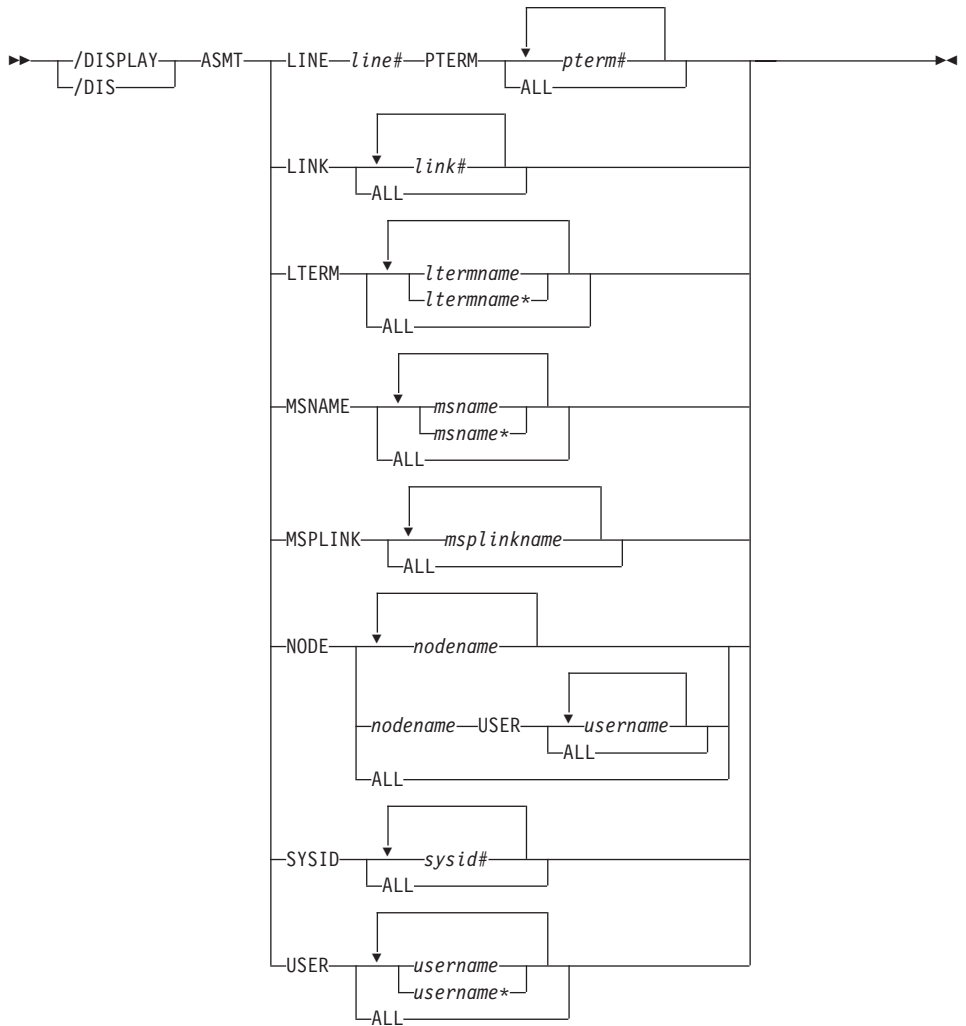 /DISPLAY ASMT LINE line# PTERM pterm#
/DIS ALL
LINK link#
ALL
LTERM ltermname
ltermname*
ALL
MSNAME msname
msname*
ALL
MSPLINK msplinkname
ALL
NODE nodename
nodename USER username
ALL
ALL
SYSID sysid#
ALL
USER username
username*
ALL